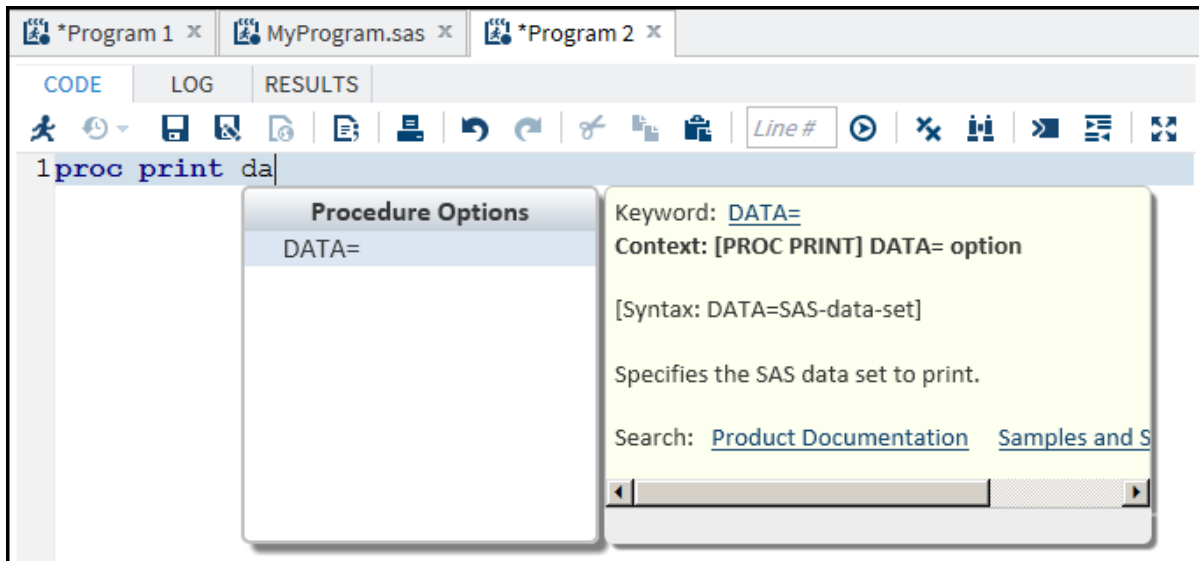 *Program 1 x MyProgram.sas x *Program 2 x
CODE LOG RESULTS
Line #
1 proc print da
Procedure Options
DATA=
Keyword: DATA=
Context: [PROC PRINT] DATA= option
[Syntax: DATA=SAS-data-set]
Specifies the SAS data set to print.
Search: Product Documentation Samples and S